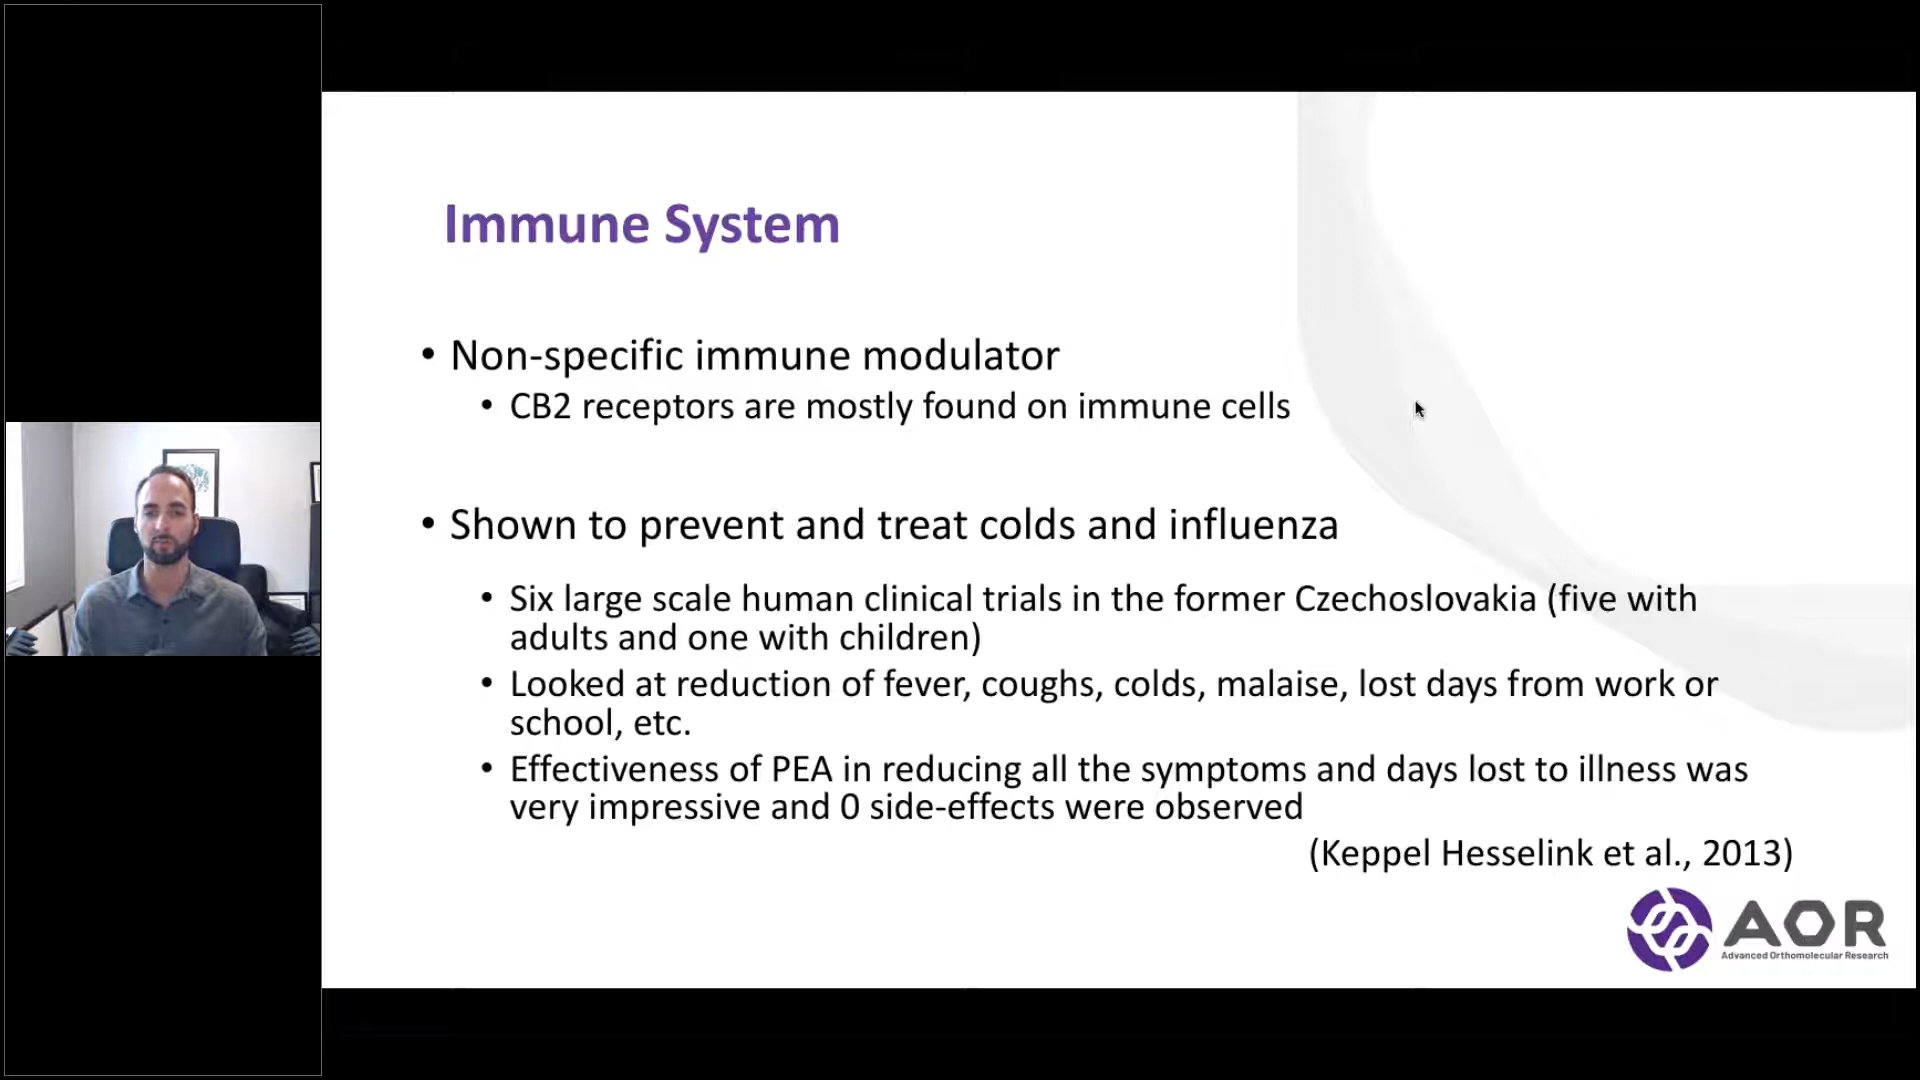 Immune System
• Non-specific immune modulator
• CB2 receptors are mostly found on immune cells
• Shown to prevent and treat colds and influenza
• Six large scale human clinical trials in the former Czechoslovakia (five with
adults and one with children)
• Looked at reduction of fever, coughs, colds, malaise, lost days from work or
school, etc.
• Effectiveness of PEA in reducing all the symptoms and days lost to illness was
very impressive and 0 side-effects were observed
(Keppel Hesselink et al., 2013)
AOR
Advanced Orthomolecular Research